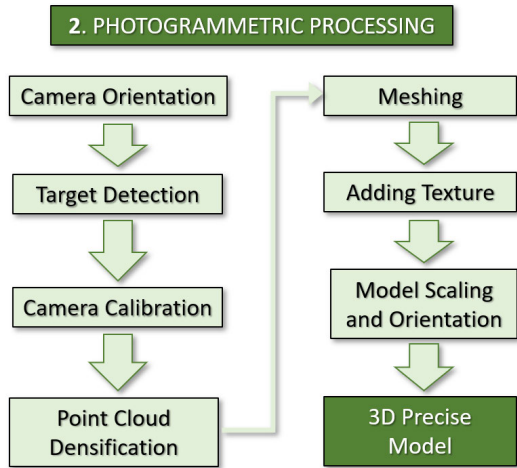 2. PHOTOGRAMMETRIC PROCESSING
Camera Orientation
Target Detection
Camera Calibration
Point Cloud
Densification
Meshing
Adding Texture
Model Scaling
and Orientation
3D Precise
Model